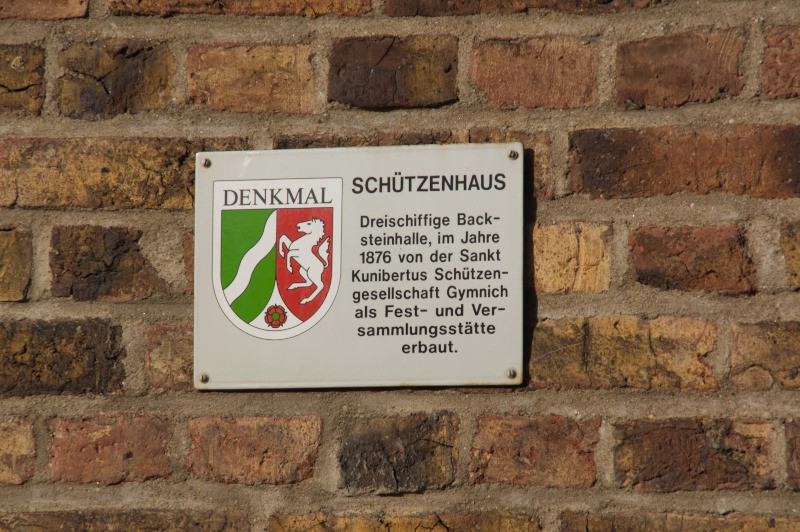 DENKMAL
SCHÜTZENHAUS
Dreischiffige Back-
steinhalle, im Jahre
1876 von der Sankt
Kunibertus Schützen-
gesellschaft Gymnich
als Fest- und Ver-
sammlungsstätte
erbaut.